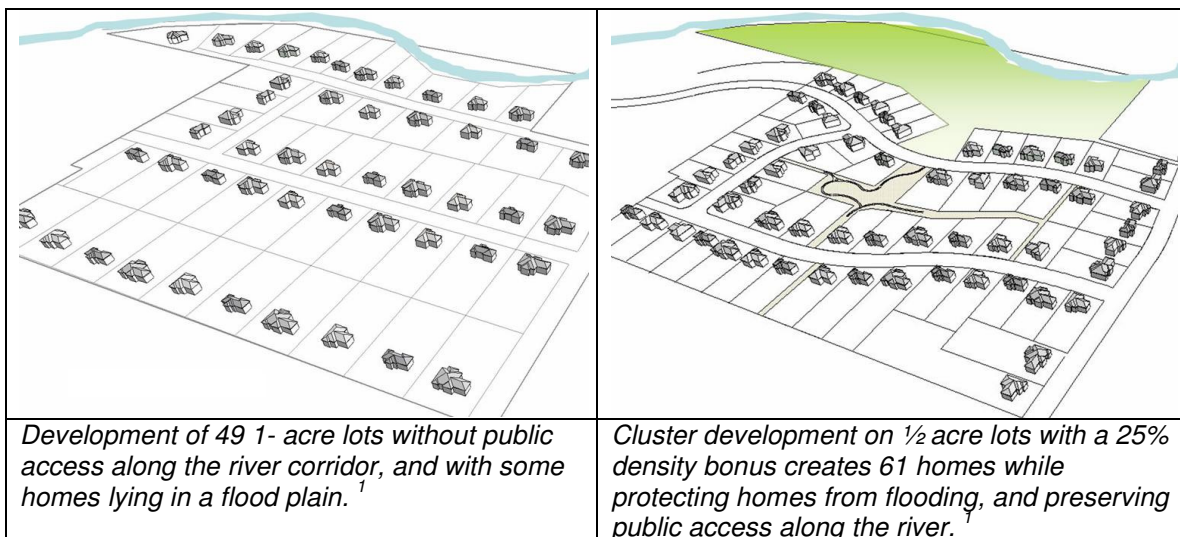 Development of 49 1- acre lots without public
access along the river corridor, and with some
homes lying in a flood plain. 1
Cluster development on ½ acre lots with a 25%
density bonus creates 61 homes while
protecting homes from flooding, and preserving
public access along the river. 1